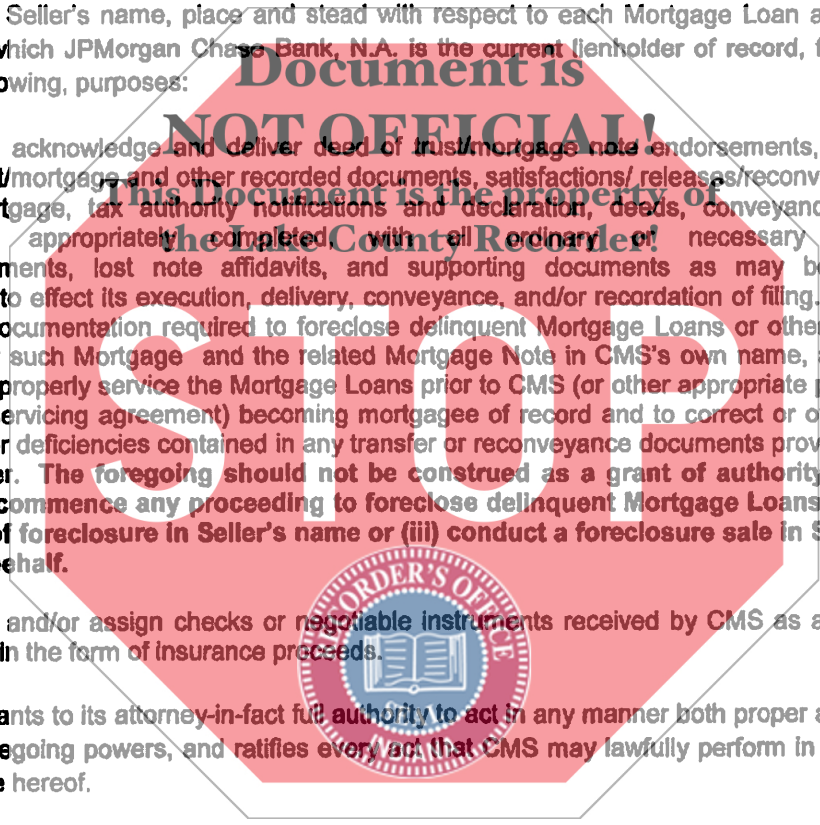 Seller's name, place and stead with respect to each Mortgage Loan a
which JPMorgan Chase Bank, N.A. is the current lienholder of record, f
owing, purposes:
Document is
NOT OFFICIAL!
This Document is the property of
the Lake County Recorder!
acknowledge and deliver deed of trust/mortgage note endorsements,
t/mortgage and other recorded documents, satisfactions/ releases/reconv
tgage, tax authority notifications and declaration, deeds, conveyanc
appropriately completed, with all ordinary or necessary
ments, lost note affidavits, and supporting documents as may b
to effect its execution, delivery, conveyance, and/or recordation of filing.
ocumentation required to foreclose delinquent Mortgage Loans or other
such Mortgage and the related Mortgage Note in CMS's own name,
properly service the Mortgage Loans prior to CMS (or other appropriate p
ervicing agreement) becoming mortgagee of record and to correct or o
r deficiencies contained in any transfer or reconveyance documents prov
er. The foregoing should not be construed as a grant of authority
commence any proceeding to foreclose delinquent Mortgage Loans
of foreclosure in Seller's name or (iii) conduct a foreclosure sale in S
ehalf.
STOP
and/or assign checks or negotiable instruments received by CMS as a
in the form of insurance proceeds.
ants to its attorney-in-fact full authority to act in any manner both proper a
egoing powers, and ratifies every act that CMS may lawfully perform in
e hereof.
ORDER'S OFFICE
SEAL